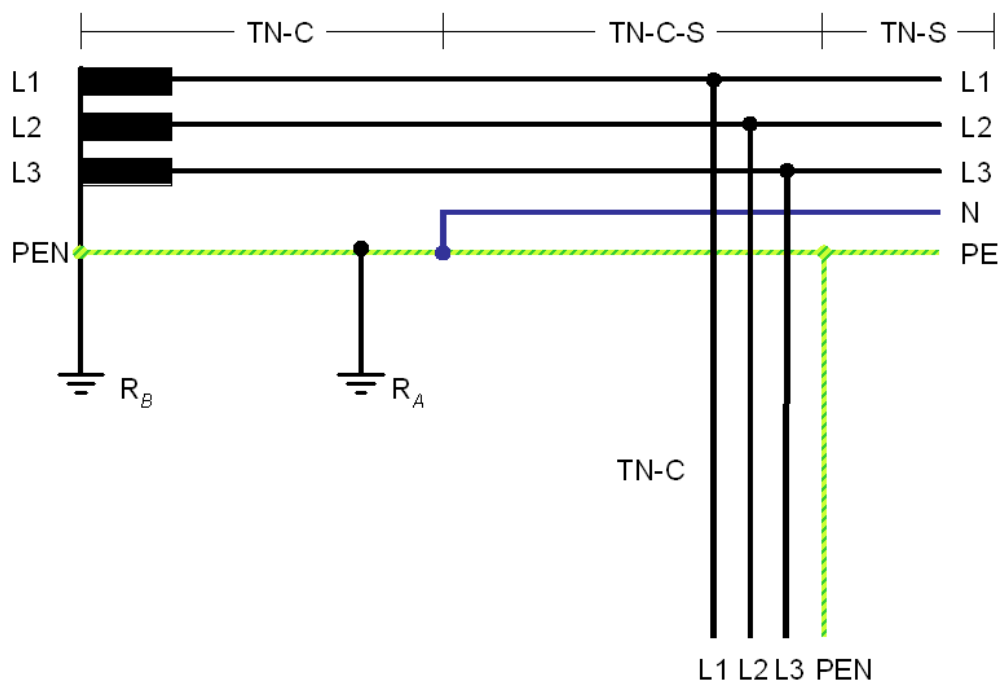 TN-C TN-C-S TN-S
L1 L1
L2 L2
L3 L3
N
PEN PE
R_B R_A
TN-C
L1 L2 L3 PEN